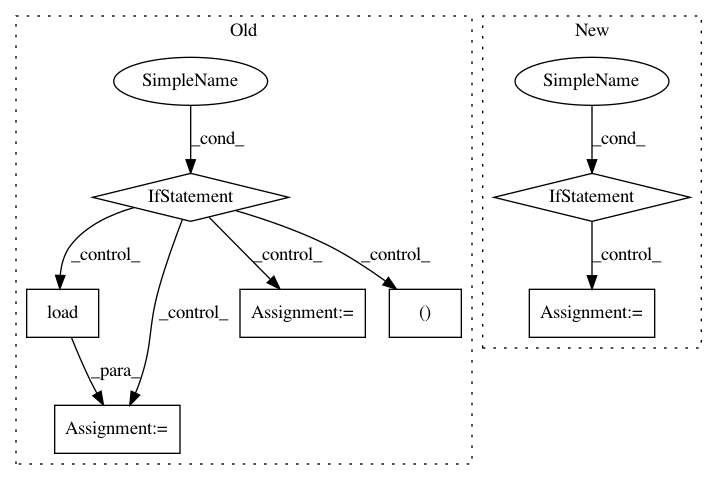 Old
New
SimpleName
SimpleName
_cond_
_cond_
IfStatement
IfStatement
_control_
_control_
_control_
_control_
_control_
load
Assignment:=
()
Assignment:=
_para_
Assignment:=